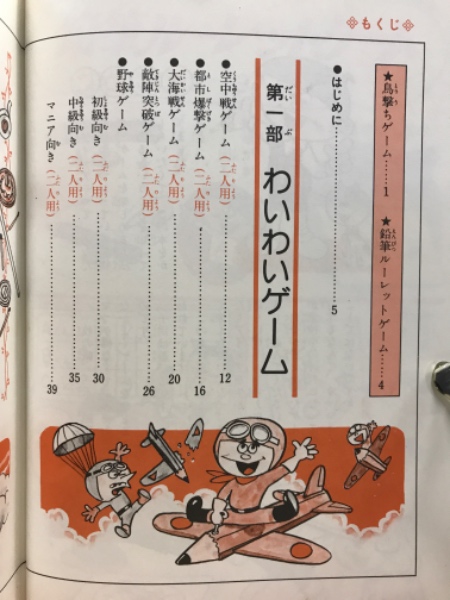 もくじ
★鳥撃ちゲーム……1
★鉛筆ルーレットゲーム……4
●はじめに……5
第一部 わいわいゲーム
●空中戦ゲーム(二人用)……12
●都市爆撃ゲーム(二人用)……16
●大海戦ゲーム(二人用)……20
●敵陣突破ゲーム(二人用)……26
●野球ゲーム
初級向き(二人用)……30
中級向き(二人用)……35
マニア向き(二人用)……39